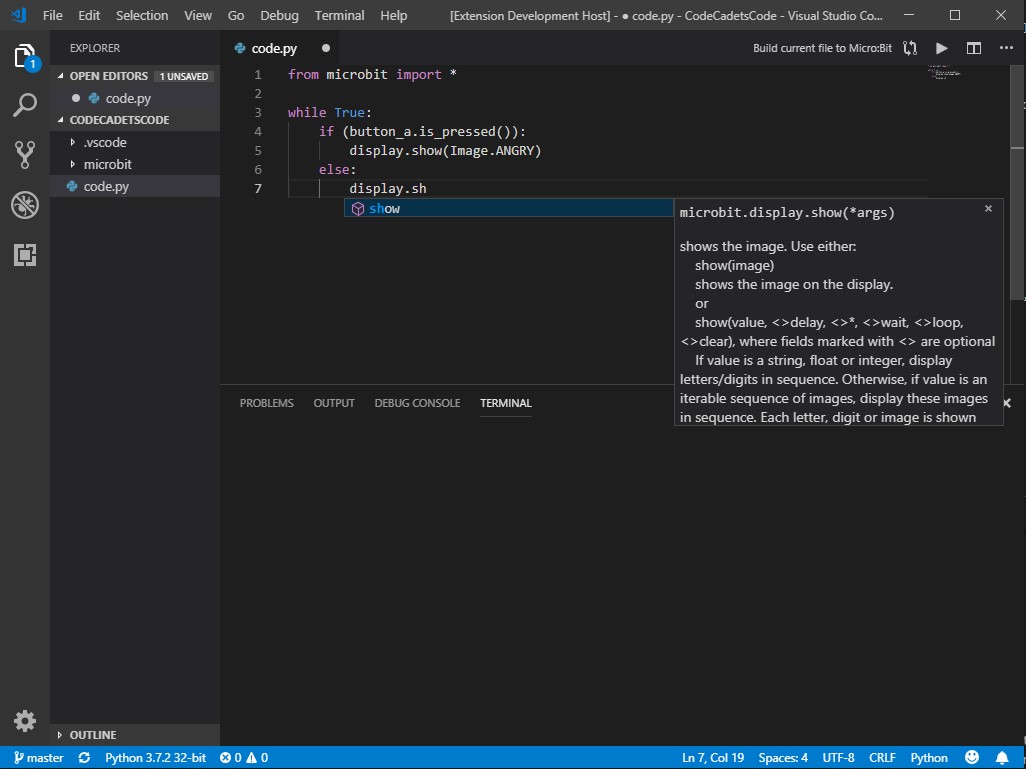 File Edit Selection View Go Debug Terminal Help [Extension Development Host] - ● code.py - CodeCadetsCode - Visual Studio Co...
EXPLORER
OPEN EDITORS 1 UNSAVED
code.py
CODECADETSCODE
.vscode
microbit
code.py
OUTLINE
1
code.py
Build current file to Micro:Bit
1 from microbit import *
2
3 while True:
4 if (button_a.is_pressed()):
5 display.show(Image.ANGRY)
6 else:
7 display.sh
show
microbit.display.show(*args)
shows the image. Use either:
show(image)
shows the image on the display.
or
show(value, <>delay, <>*, <>wait, <>loop,
<>clear), where fields marked with <> are optional
If value is a string, float or integer, display
letters/digits in sequence. Otherwise, if value is an
iterable sequence of images, display these images
in sequence. Each letter, digit or image is shown
PROBLEMS OUTPUT DEBUG CONSOLE TERMINAL
master Python 3.7.2 32-bit 0 0 Ln 7, Col 19 Spaces: 4 UTF-8 CRLF Python